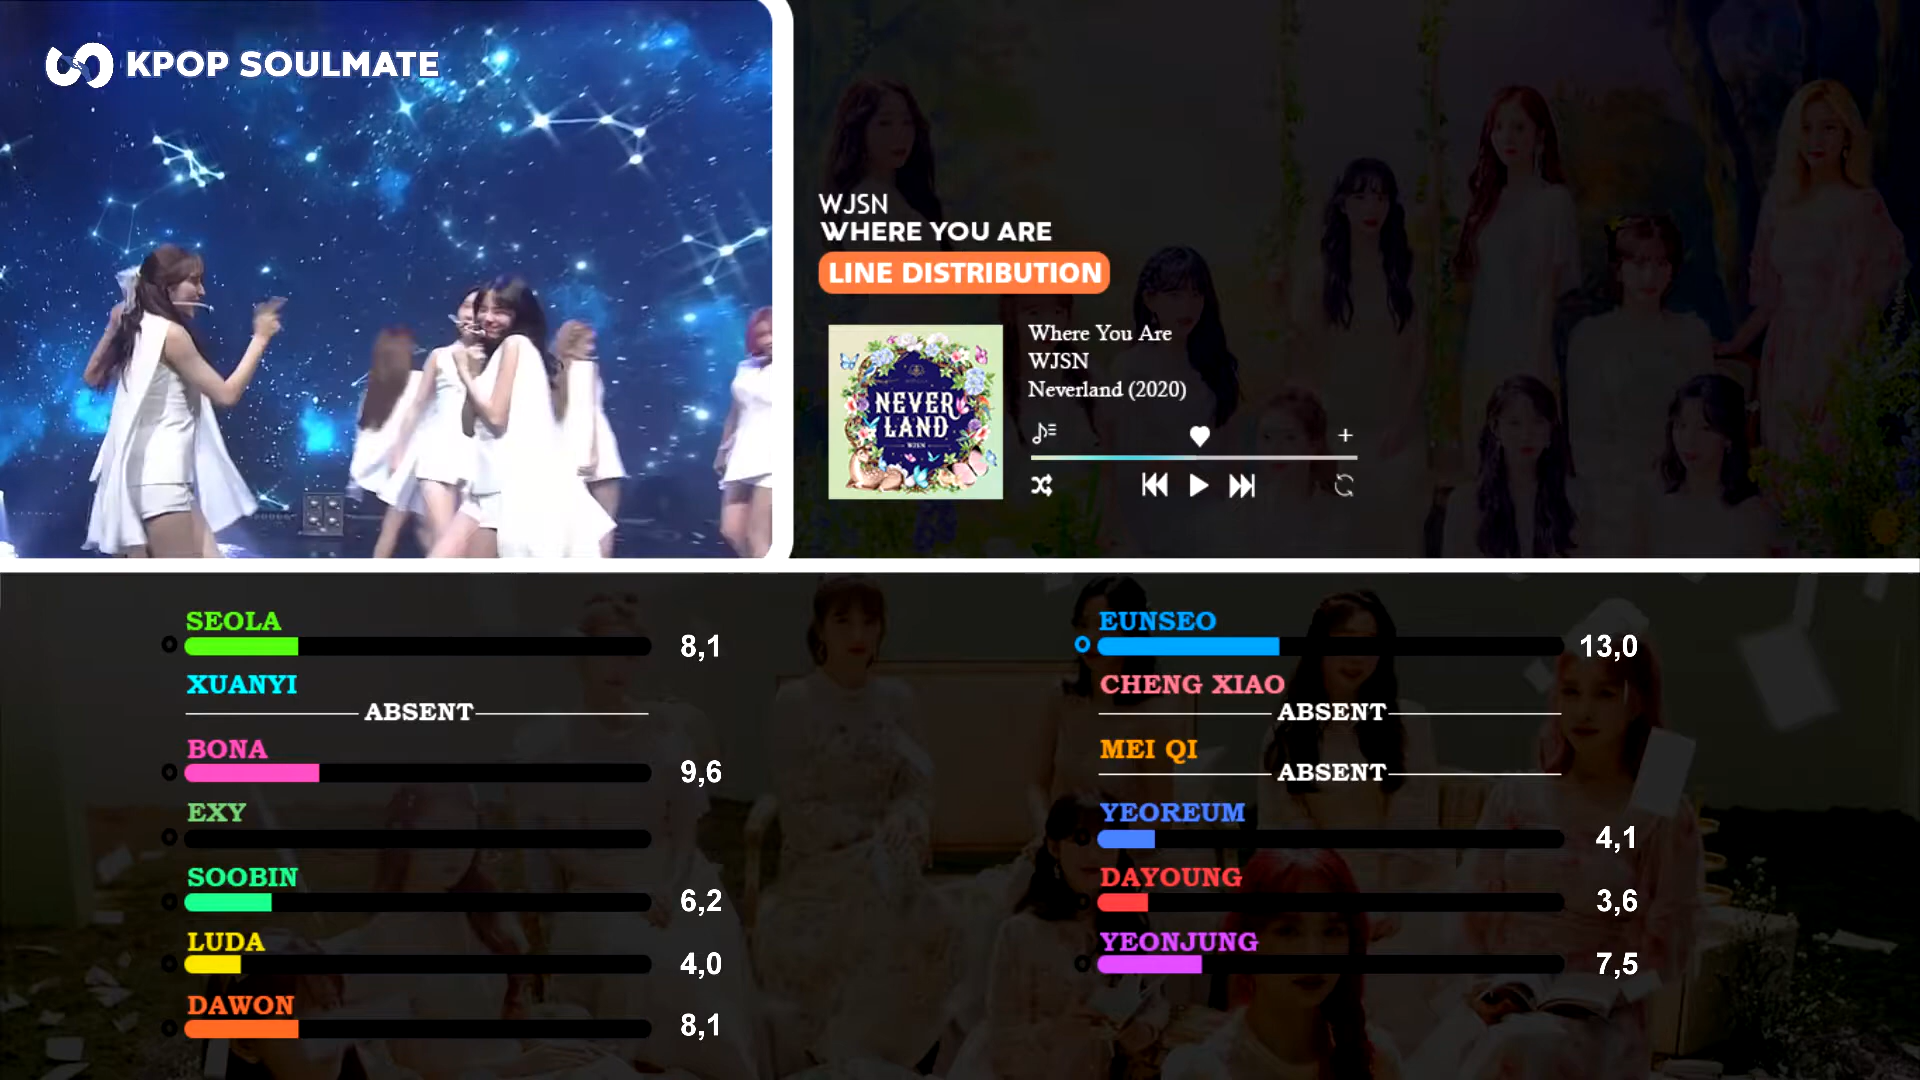 KPOP SOULMATE
WJSN
WHERE YOU ARE
LINE DISTRIBUTION
NEVER
LAND
WJSN
Where You Are
WJSN
Neverland (2020)
SEOLA
8,1
XUANYI
ABSENT
BONA
9,6
EXY
SOOBIN
6,2
LUDA
4,0
DAWON
8,1
EUNSEO
13,0
CHENG XIAO
ABSENT
MEI QI
ABSENT
YEOREUM
4,1
DAYOUNG
3,6
YEONJUNG
7,5